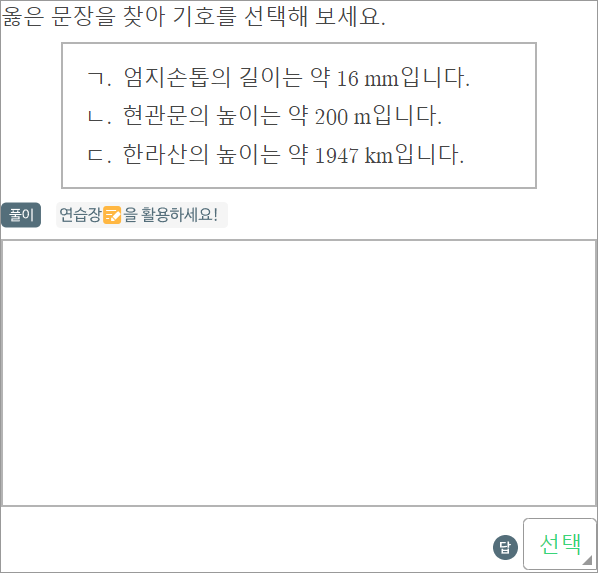 옳은 문장을 찾아 기호를 선택해 보세요.
ㄱ. 엄지손톱의 길이는 약 16 mm입니다.
ㄴ. 현관문의 높이는 약 200 m입니다.
ㄷ. 한라산의 높이는 약 1947 km입니다.
풀이 연습장을 활용하세요!
답 선택